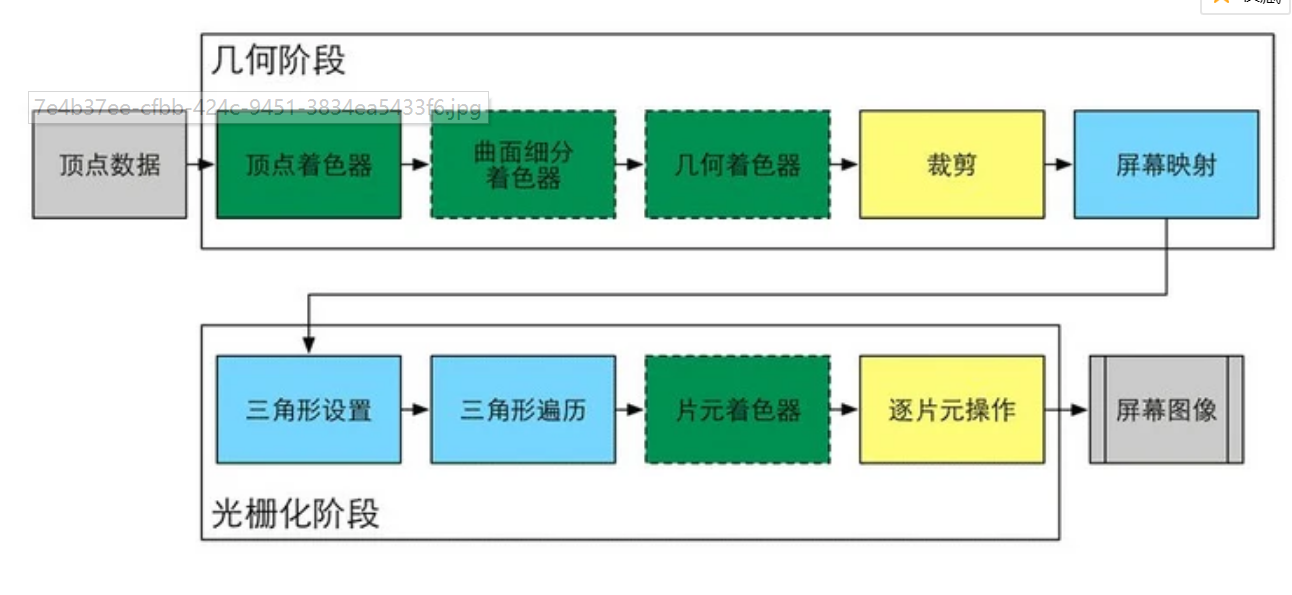 几何阶段
7e4b37ee-cfbb-424c-9451-3834ea5433f6.jpg
顶点数据
顶点着色器
曲面细分
着色器
几何着色器
裁剪
屏幕映射
三角形设置
三角形遍历
片元着色器
逐片元操作
屏幕图像
光栅化阶段